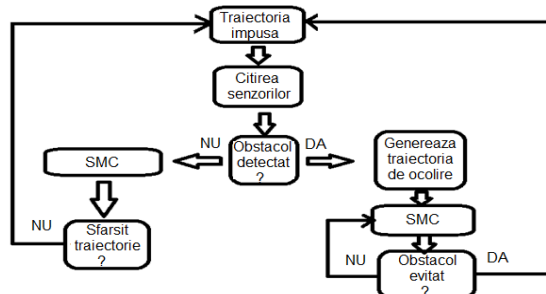 Traiectoria
impusa
Citirea
senzorilor
NU
Obstacol
detectat
?
DA
SMC
Genereaza
traiectoria
de ocolire
SMC
NU
Sfarsit
traiectorie
?
NU
Obstacol
evitat
?
DA